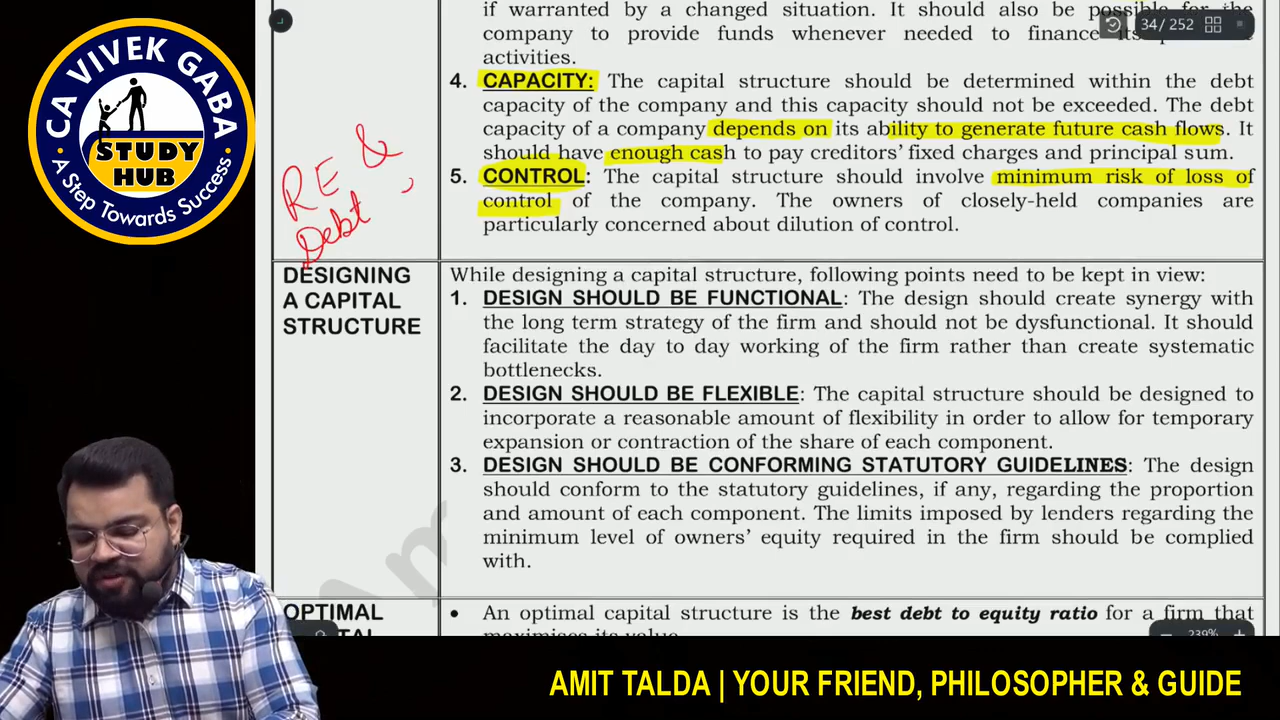 CA VIVEK GABA
STUDY
HUB
• A Step Towards Success •
if warranted by a changed situation. It should also be possible for the
company to provide funds whenever needed to finance its
activities.
34 / 252
4. CAPACITY: The capital structure should be determined within the debt
capacity of the company and this capacity should not be exceeded. The debt
capacity of a company depends on its ability to generate future cash flows. It
should have enough cash to pay creditors' fixed charges and principal sum.
5. CONTROL: The capital structure should involve minimum risk of loss of
control of the company. The owners of closely-held companies are
particularly concerned about dilution of control.
RE &
Debt
DESIGNING
A CAPITAL
STRUCTURE
While designing a capital structure, following points need to be kept in view:
1. DESIGN SHOULD BE FUNCTIONAL: The design should create synergy with
the long term strategy of the firm and should not be dysfunctional. It should
facilitate the day to day working of the firm rather than create systematic
bottlenecks.
2. DESIGN SHOULD BE FLEXIBLE: The capital structure should be designed to
incorporate a reasonable amount of flexibility in order to allow for temporary
expansion or contraction of the share of each component.
3. DESIGN SHOULD BE CONFORMING STATUTORY GUIDELINES: The design
should conform to the statutory guidelines, if any, regarding the proportion
and amount of each component. The limits imposed by lenders regarding the
minimum level of owners' equity required in the firm should be complied
with.
Am
OPTIMAL
• An optimal capital structure is the best debt to equity ratio for a firm that
maximises its value
239%
AMIT TALDA | YOUR FRIEND, PHILOSOPHER & GUIDE